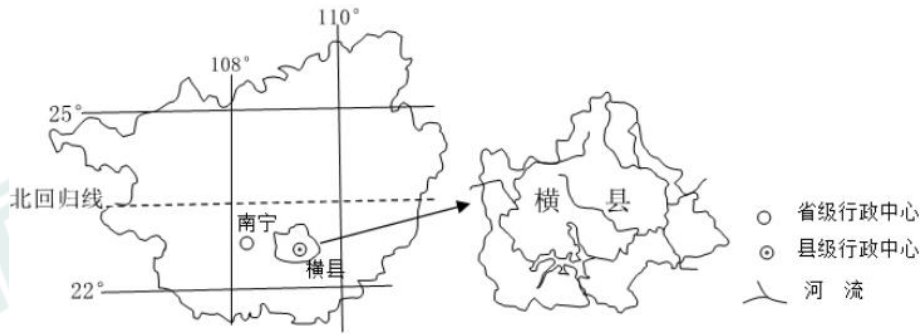 110°
108°
25°
北回归线
南宁
横县
22°
横 县
省级行政中心
县级行政中心
河 流